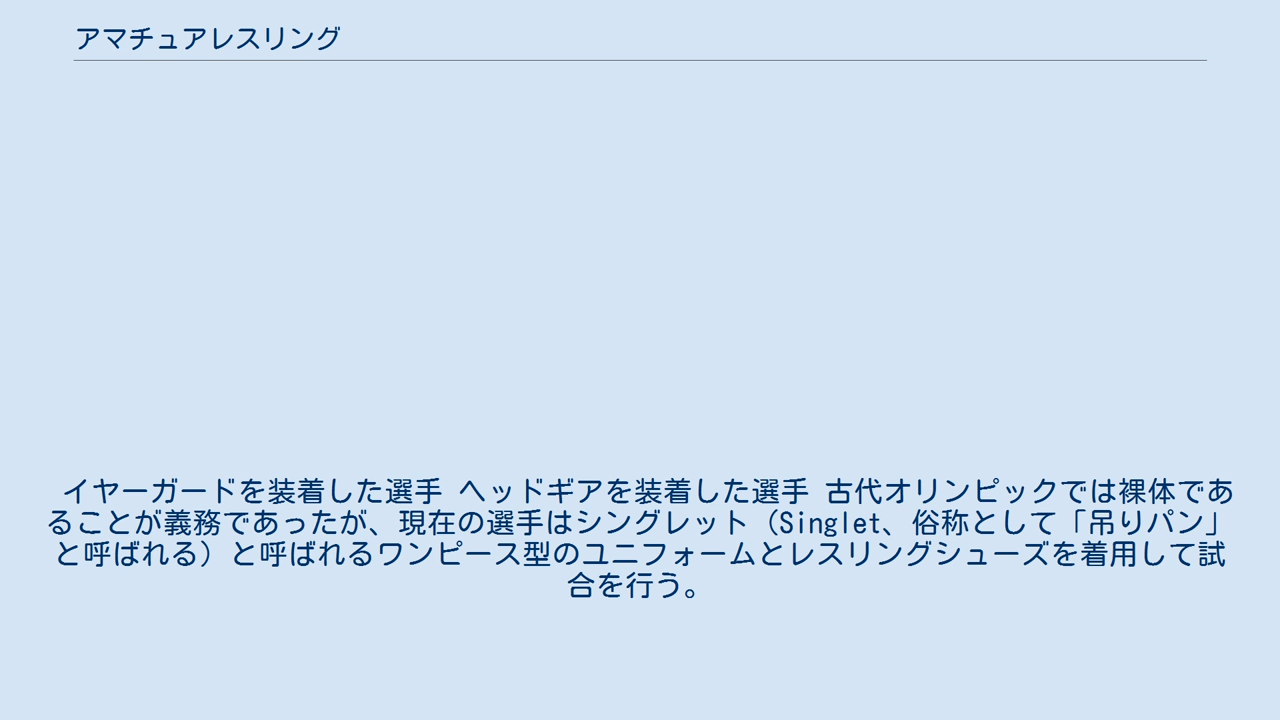 アマチュアレスリング
イヤーガードを装着した選手 ヘッドギアを装着した選手 古代オリンピックでは裸体であ
ることが義務であったが、現在の選手はシングレット（Singlet、俗称として「吊りパン」
と呼ばれる）と呼ばれるワンピース型のユニフォームとレスリングシューズを着用して試
合を行う。